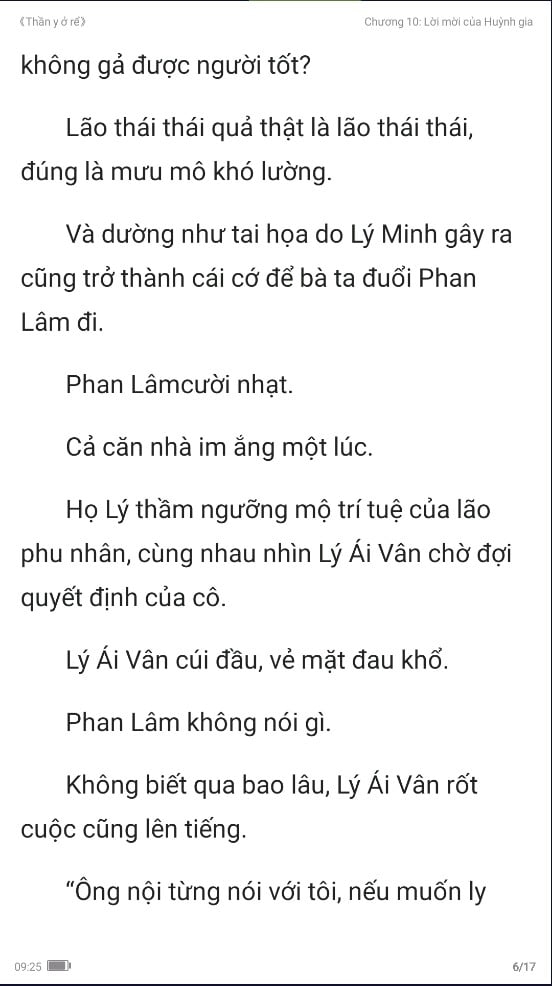 《Thần y ở rể》
Chương 10: Lời mời của Huỳnh gia
không gả được người tốt?
Lão thái thái quả thật là lão thái thái,
đúng là mưu mô khó lường.
Và dường như tai họa do Lý Minh gây ra
cũng trở thành cái cớ để bà ta đuổi Phan
Lâm đi.
Phan Lâmcười nhạt.
Cả căn nhà im ắng một lúc.
Họ Lý thầm ngưỡng mộ trí tuệ của lão
phu nhân, cùng nhau nhìn Lý Ái Vân chờ đợi
quyết định của cô.
Lý Ái Vân cúi đầu, vẻ mặt đau khổ.
Phan Lâm không nói gì.
Không biết qua bao lâu, Lý Ái Vân rốt
cuộc cũng lên tiếng.
“Ông nội từng nói với tôi, nếu muốn ly
09:25
6/17